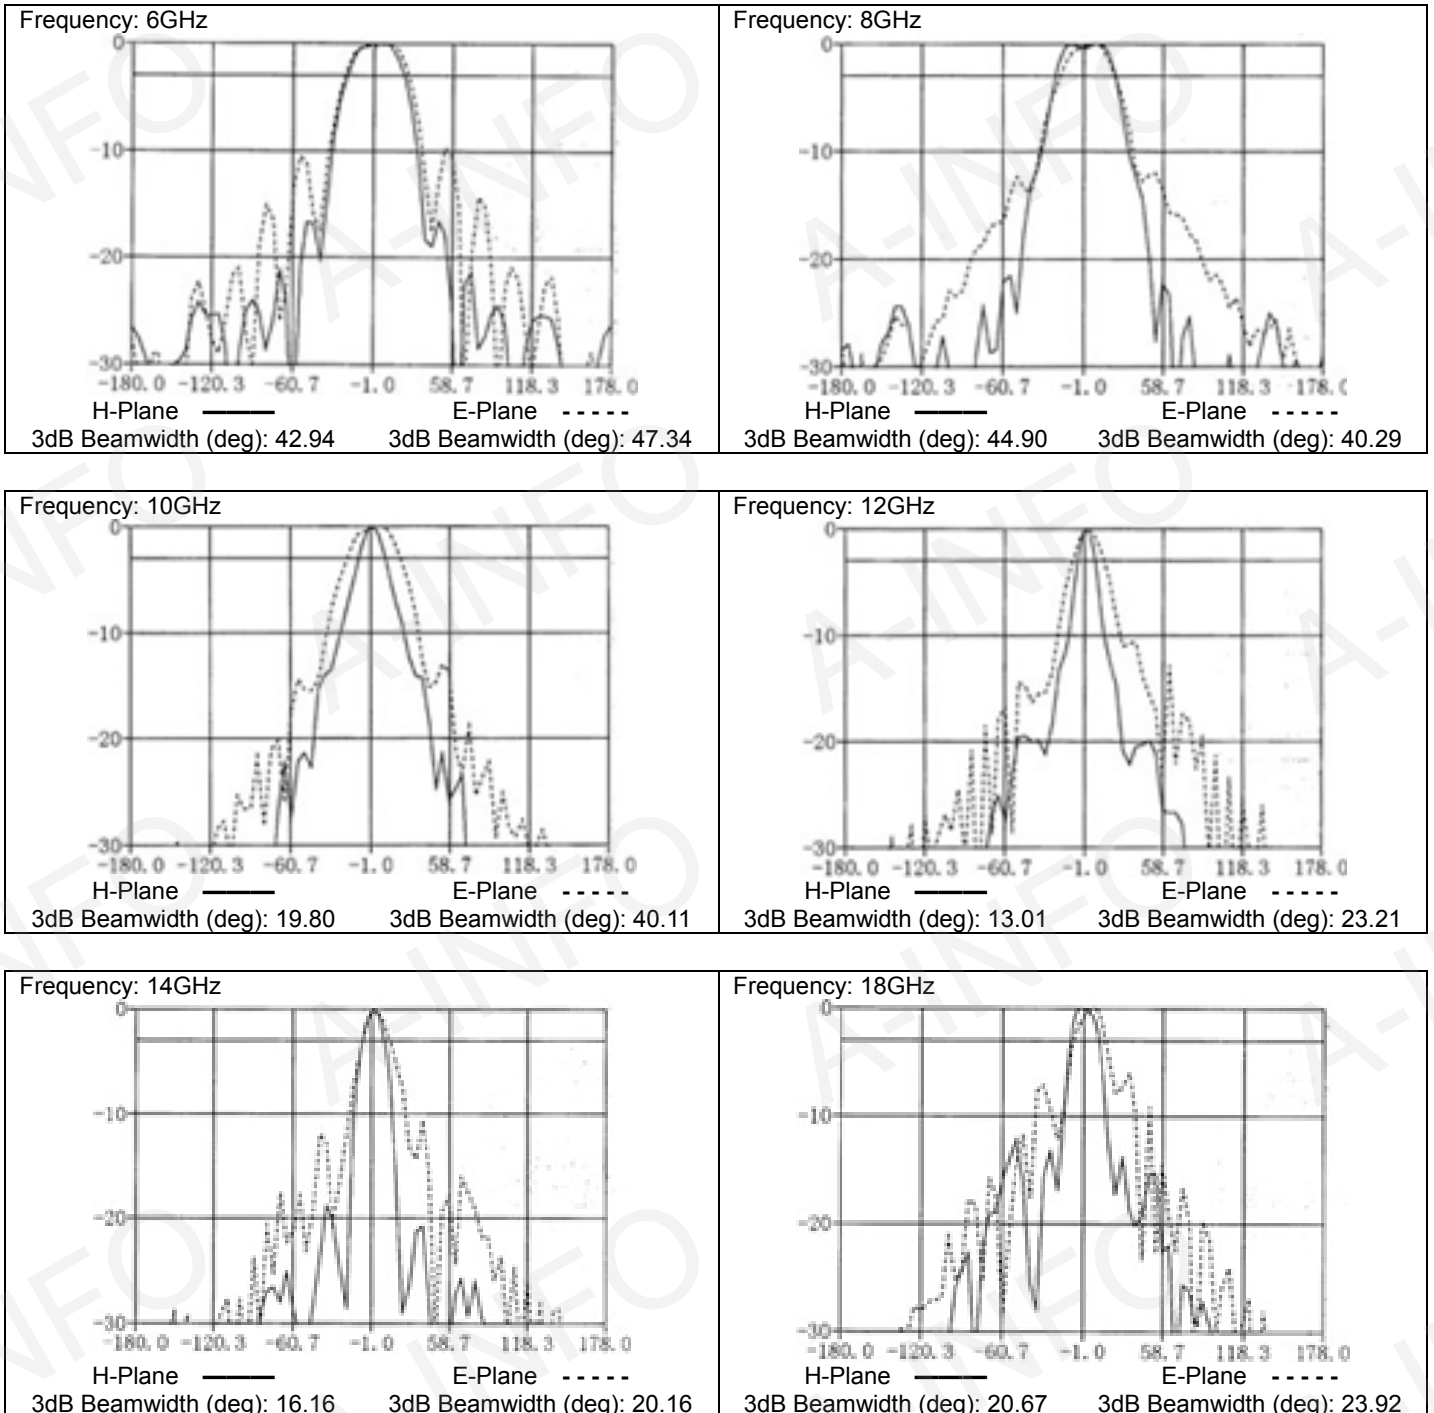 Frequency: 6GHz
0
-10
-20
-30
-180.0 -120.3 -60.7 -1.0 58.7 118.3 178.0
H-Plane E-Plane
3dB Beamwidth (deg): 42.94 3dB Beamwidth (deg): 47.34
Frequency: 8GHz
0
-10
-20
-30
-180.0 -120.3 -60.7 -1.0 58.7 118.3 178.0
H-Plane E-Plane
3dB Beamwidth (deg): 44.90 3dB Beamwidth (deg): 40.29
Frequency: 10GHz
0
-10
-20
-30
-180.0 -120.3 -60.7 -1.0 58.7 118.3 178.0
H-Plane E-Plane
3dB Beamwidth (deg): 19.80 3dB Beamwidth (deg): 40.11
Frequency: 12GHz
0
-10
-20
-30
-180.0 -120.3 -60.7 -1.0 58.7 118.3 178.0
H-Plane E-Plane
3dB Beamwidth (deg): 13.01 3dB Beamwidth (deg): 23.21
Frequency: 14GHz
0
-10
-20
-30
-180.0 -120.3 -60.7 -1.0 58.7 118.3 178.0
H-Plane E-Plane
3dB Beamwidth (deg): 16.16 3dB Beamwidth (deg): 20.16
Frequency: 18GHz
0
-10
-20
-30
-180.0 -120.3 -60.7 -1.0 58.7 118.3 178.0
H-Plane E-Plane
3dB Beamwidth (deg): 20.67 3dB Beamwidth (deg): 23.92
A-INFO